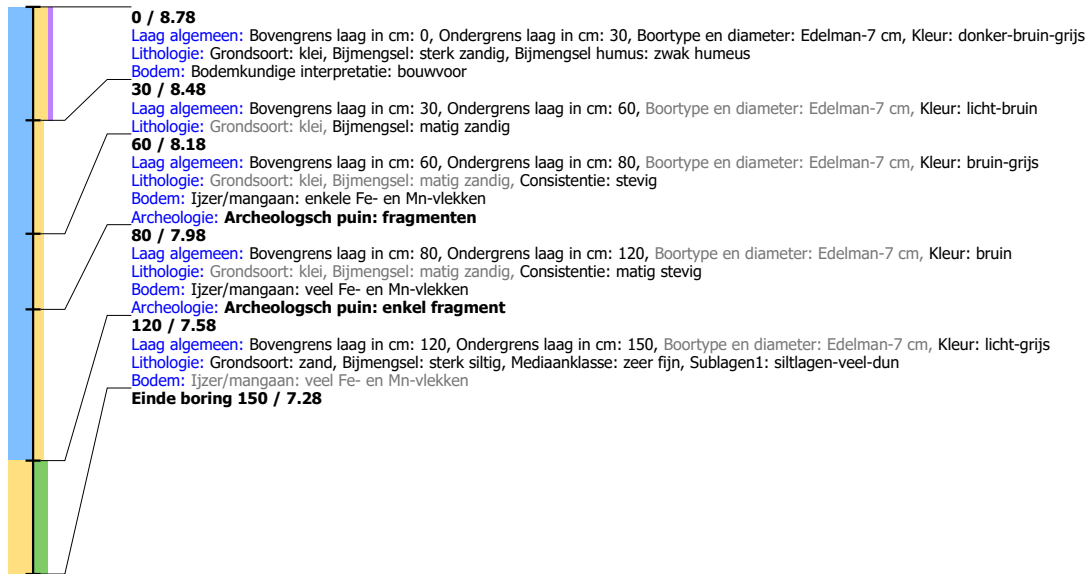 0 / 8.78
Laag algemeen: Bovengrens laag in cm: 0, Ondergrens laag in cm: 30, Boortype en diameter: Edelman-7 cm, Kleur: donker-bruin-grijs
Lithologie: Grondsoort: klei, Bijmengsel: sterk zandig, Bijmengsel humus: zwak humeus
Bodem: Bodemkundige interpretatie: bouwvoor
30 / 8.48
Laag algemeen: Bovengrens laag in cm: 30, Ondergrens laag in cm: 60, Boortype en diameter: Edelman-7 cm, Kleur: licht-bruin
Lithologie: Grondsoort: klei, Bijmengsel: matig zandig
60 / 8.18
Laag algemeen: Bovengrens laag in cm: 60, Ondergrens laag in cm: 80, Boortype en diameter: Edelman-7 cm, Kleur: bruin-grijs
Lithologie: Grondsoort: klei, Bijmengsel: matig zandig, Consistentie: stevig
Bodem: Ijzer/mangaan: enkele Fe- en Mn-vlekken
Archeologie: Archeologsch puin: fragmenten
80 / 7.98
Laag algemeen: Bovengrens laag in cm: 80, Ondergrens laag in cm: 120, Boortype en diameter: Edelman-7 cm, Kleur: bruin
Lithologie: Grondsoort: klei, Bijmengsel: matig zandig, Consistentie: matig stevig
Bodem: Ijzer/mangaan: veel Fe- en Mn-vlekken
Archeologie: Archeologsch puin: enkel fragment
120 / 7.58
Laag algemeen: Bovengrens laag in cm: 120, Ondergrens laag in cm: 150, Boortype en diameter: Edelman-7 cm, Kleur: licht-grijs
Lithologie: Grondsoort: zand, Bijmengsel: sterk siltig, Mediaanklasse: zeer fijn, Sublagen1: siltlagen-veel-dun
Bodem: Ijzer/mangaan: veel Fe- en Mn-vlekken
Einde boring 150 / 7.28